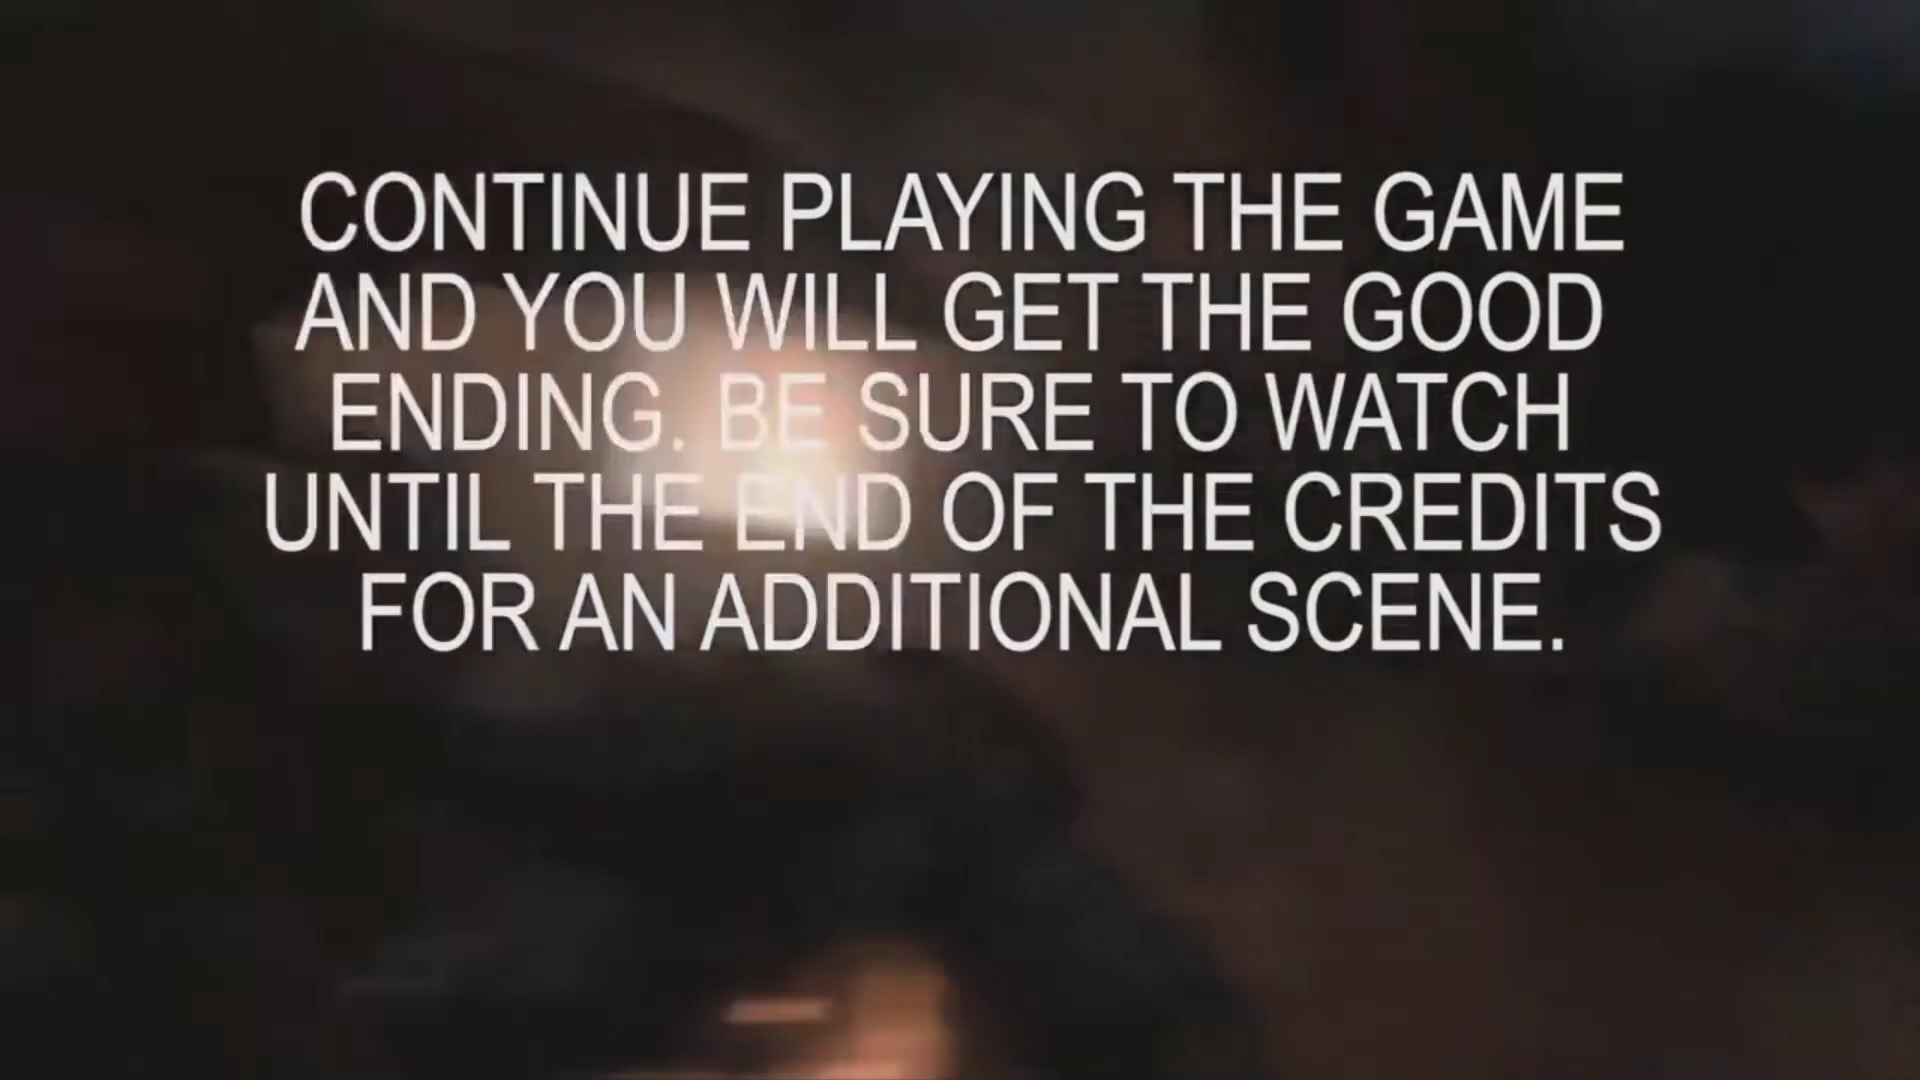 CONTINUE PLAYING THE GAME
AND YOU WILL GET THE GOOD
ENDING. BE SURE TO WATCH
UNTIL THE END OF THE CREDITS
FOR AN ADDITIONAL SCENE.